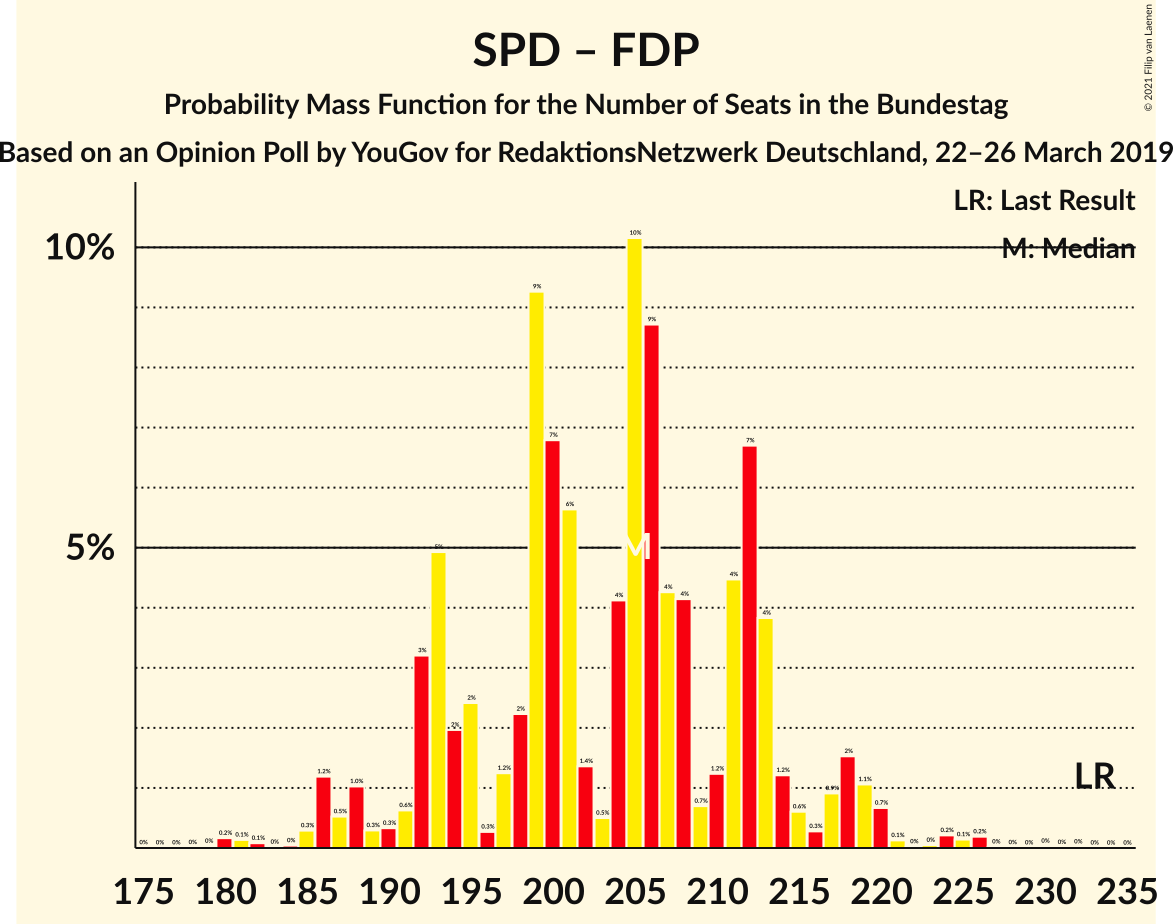 SPD – FDP
Probability Mass Function for the Number of Seats in the Bundestag
Based on an Opinion Poll by YouGov for RedaktionsNetzwerk Deutschland, 22–26 March 2019
© 2021 Filip van Laenen
LR: Last Result
M: Median
10%
5%
0% 0% 0% 0% 0% 0.2% 0.1% 0.1% 0% 0% 0.3% 1.2% 0.5% 1.0% 0.3% 0.3% 0.6% 3% 5% 2% 2% 0.3% 1.2% 2% 9% 7% 6% 1.4% 0.5% 4% 10% 9% 4% 4% 0.7% 1.2% 4% 7% 4% 1.2% 0.6% 0.3% 0.9% 2% 1.1% 0.7% 0.1% 0% 0% 0.2% 0.1% 0.2% 0% 0% 0% 0% 0% 0% 0% 0% 0%
M
LR
175 180 185 190 195 200 205 210 215 220 225 230 235